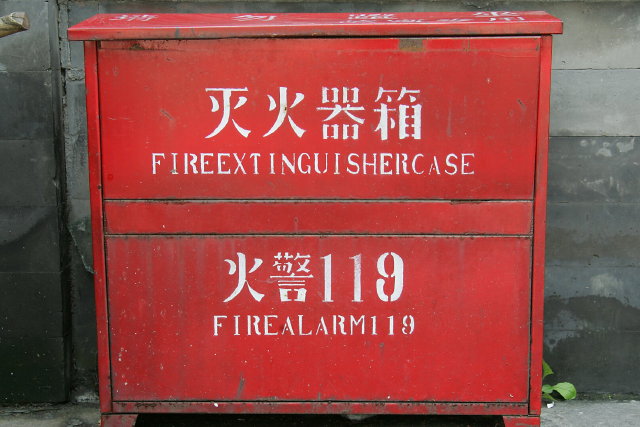 灭火器箱
FIREEXTINGUISHERCASE
火警119
FIREALARM119